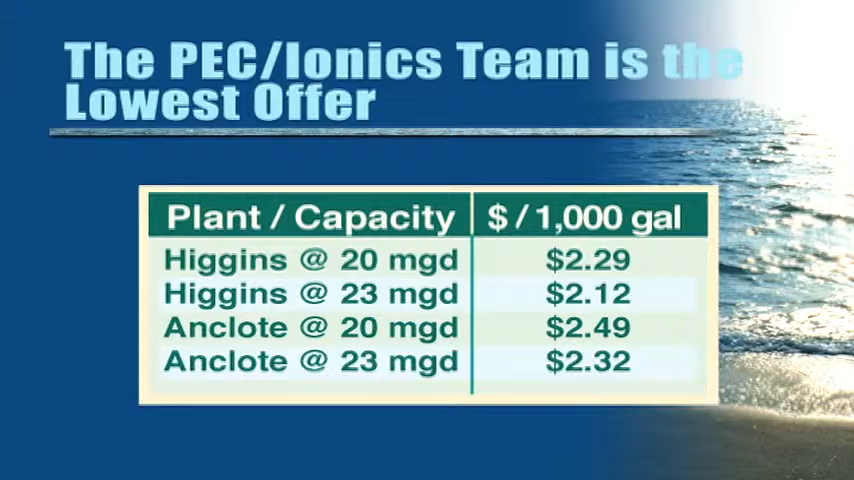 The PEC/Ionics Team is the
Lowest Offer
Plant / Capacity $ / 1,000 gal
Higgins @ 20 mgd $2.29
Higgins @ 23 mgd $2.12
Anclote @ 20 mgd $2.49
Anclote @ 23 mgd $2.32